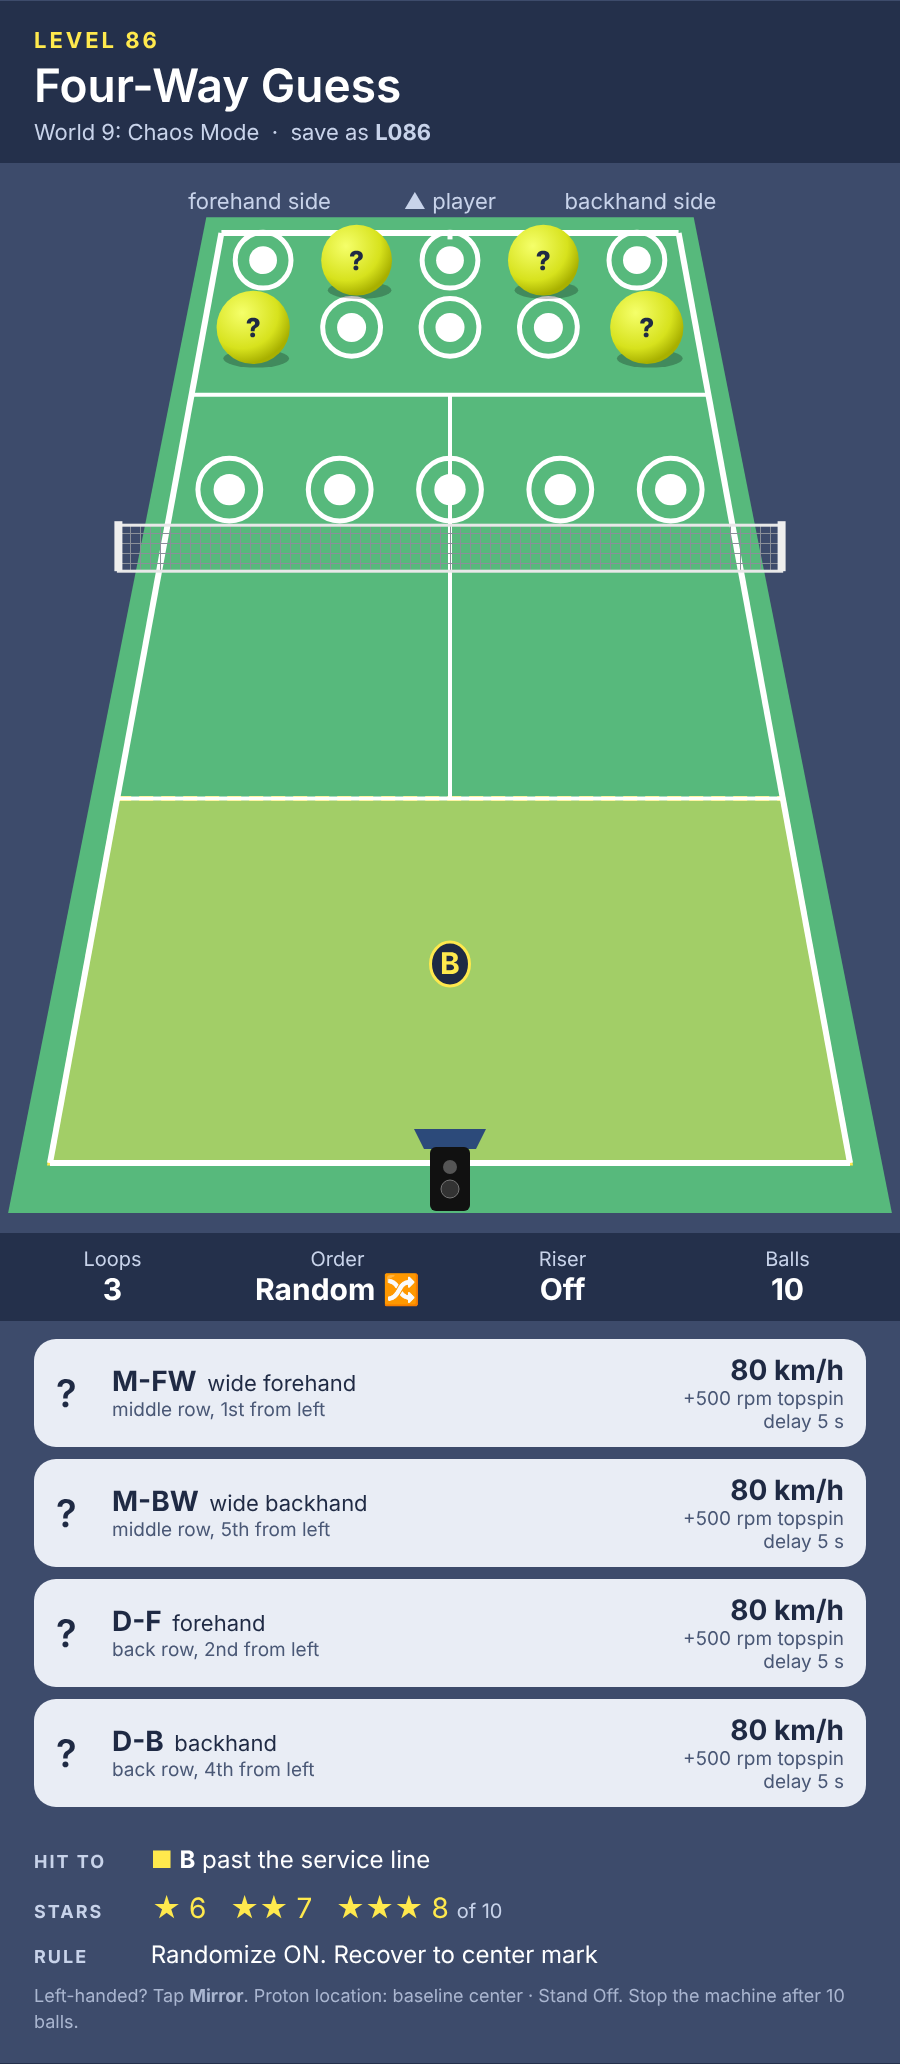 LEVEL 86
Four-Way Guess
World 9: Chaos Mode · save as L086
forehand side ▲ player backhand side
? ?
? ?
B
Loops Order Riser Balls
3 Random 🔀 Off 10
? M-FW wide forehand 80 km/h
middle row, 1st from left +500 rpm topspin
delay 5 s
? M-BW wide backhand 80 km/h
middle row, 5th from left +500 rpm topspin
delay 5 s
? D-F forehand 80 km/h
back row, 2nd from left +500 rpm topspin
delay 5 s
? D-B backhand 80 km/h
back row, 4th from left +500 rpm topspin
delay 5 s
HIT TO B past the service line
STARS ★ 6 ★★ 7 ★★★ 8 of 10
RULE Randomize ON. Recover to center mark
Left-handed? Tap Mirror. Proton location: baseline center · Stand Off. Stop the machine after 10
balls.